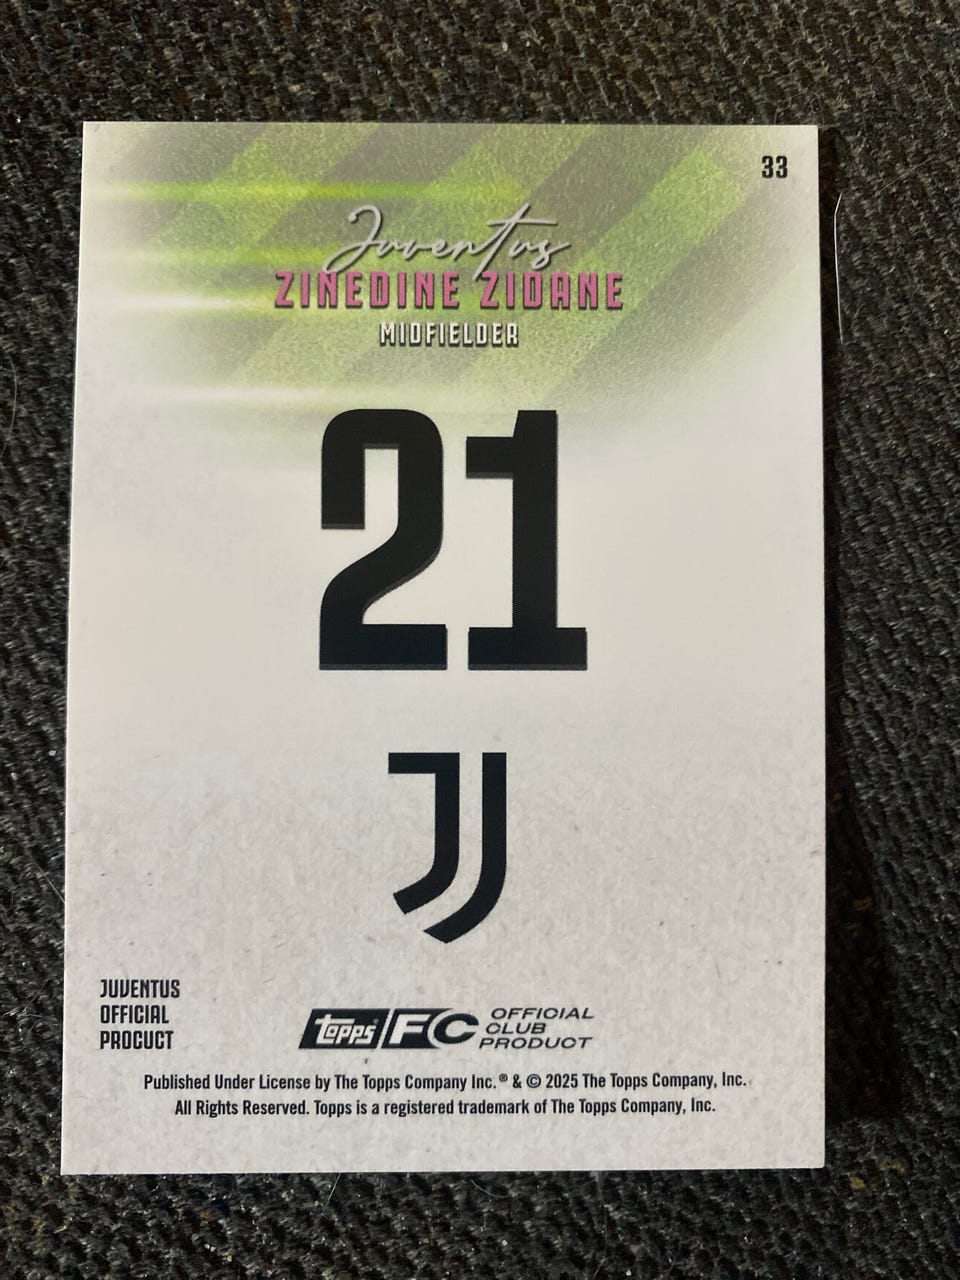 33
Juventus
ZINEDINE ZIDANE
MIDFIELDER
21
JUVENTUS
OFFICIAL
PROCUCT
topps FC OFFICIAL
CLUB
PRODUCT
Published Under License by The Topps Company Inc.® & © 2025 The Topps Company, Inc.
All Rights Reserved. Topps is a registered trademark of The Topps Company, Inc.